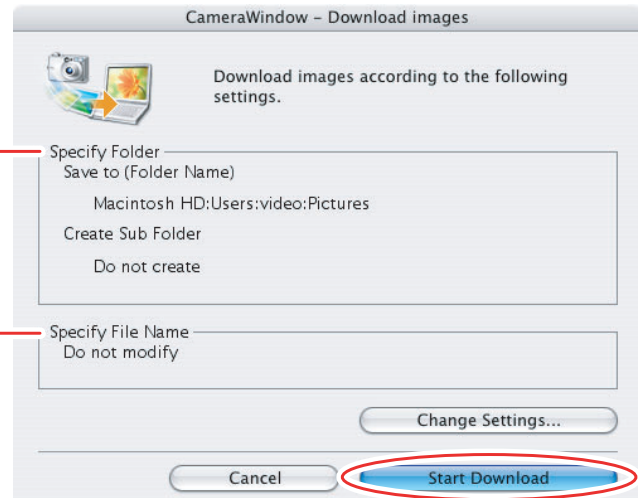 CameraWindow – Download images
Download images according to the following
settings.
Specify Folder
Save to (Folder Name)
Macintosh HD:Users:video:Pictures
Create Sub Folder
Do not create
Specify File Name
Do not modify
Change Settings...
Cancel
Start Download